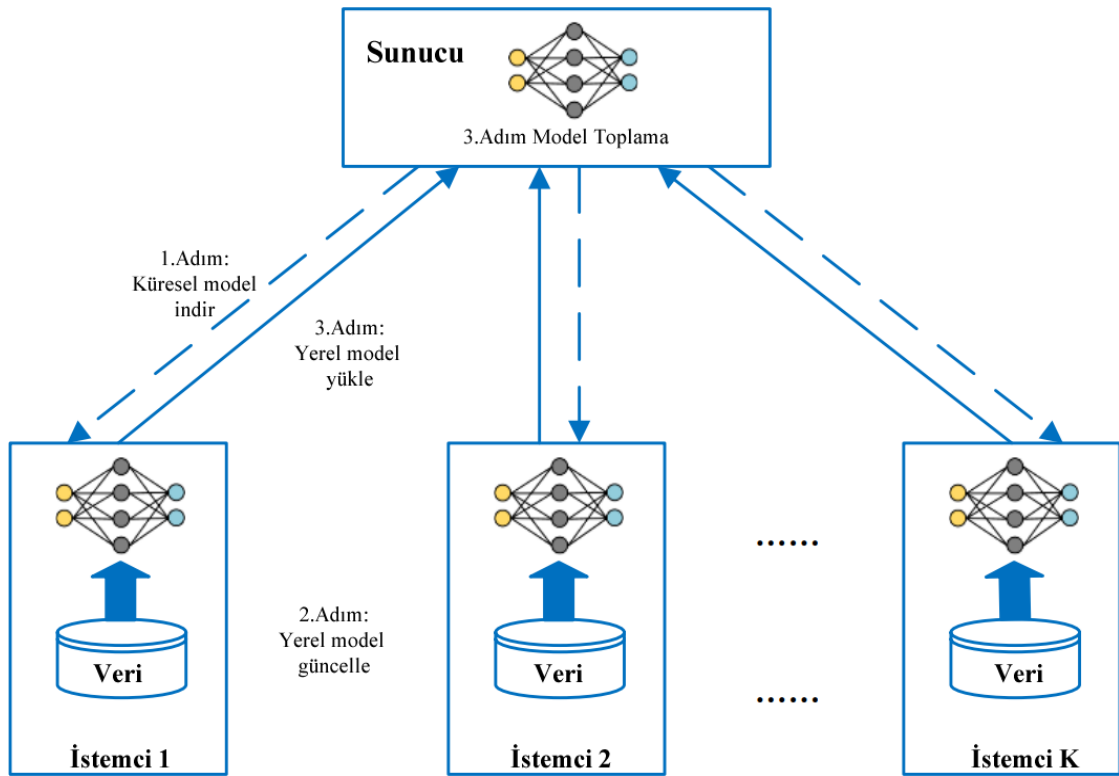 Sunucu
3.Adım Model Toplama
1.Adım:
Küresel model
indir
3.Adım:
Yerel model
yükle
......
2.Adım:
Yerel model
güncelle
Veri
Veri
Veri
......
İstemci 1
İstemci 2
İstemci K